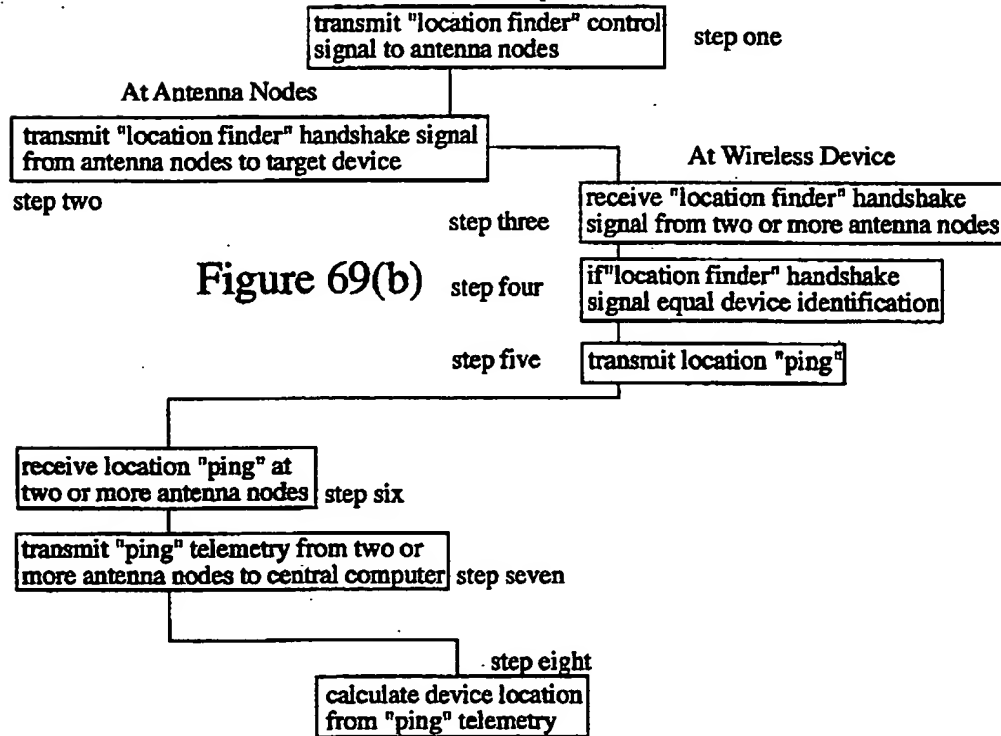 transmit "location finder" control
signal to antenna nodes
step one
At Antenna Nodes
transmit "location finder" handshake signal
from antenna nodes to target device
At Wireless Device
step two
receive "location finder" handshake
signal from two or more antenna nodes
step three
Figure 69(b)
step four
if "location finder" handshake
signal equal device identification
step five
transmit location "ping"
receive location "ping" at
two or more antenna nodes
step six
transmit "ping" telemetry from two or
more antenna nodes to central computer
step seven
step eight
calculate device location
from "ping" telemetry